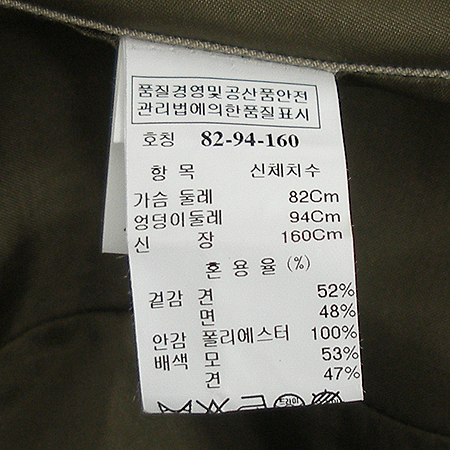 품질경영및공산품안전
관리법에의한품질표시
호칭 82-94-160
항 목 신체치수
가슴 둘레 82Cm
엉덩이둘레 94Cm
신 장 160Cm
혼용율(%)
겉감 견 52%
면 48%
안감 폴리에스터 100%
배색 모 53%
견 47%
드라이